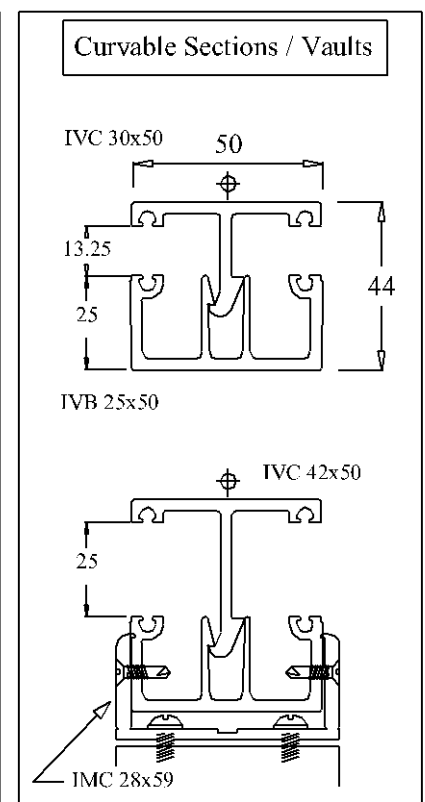 Curvable Sections / Vaults
IVC 30x50
50
13.25
44
25
IVB 25x50
IVC 42x50
25
IMC 28x59